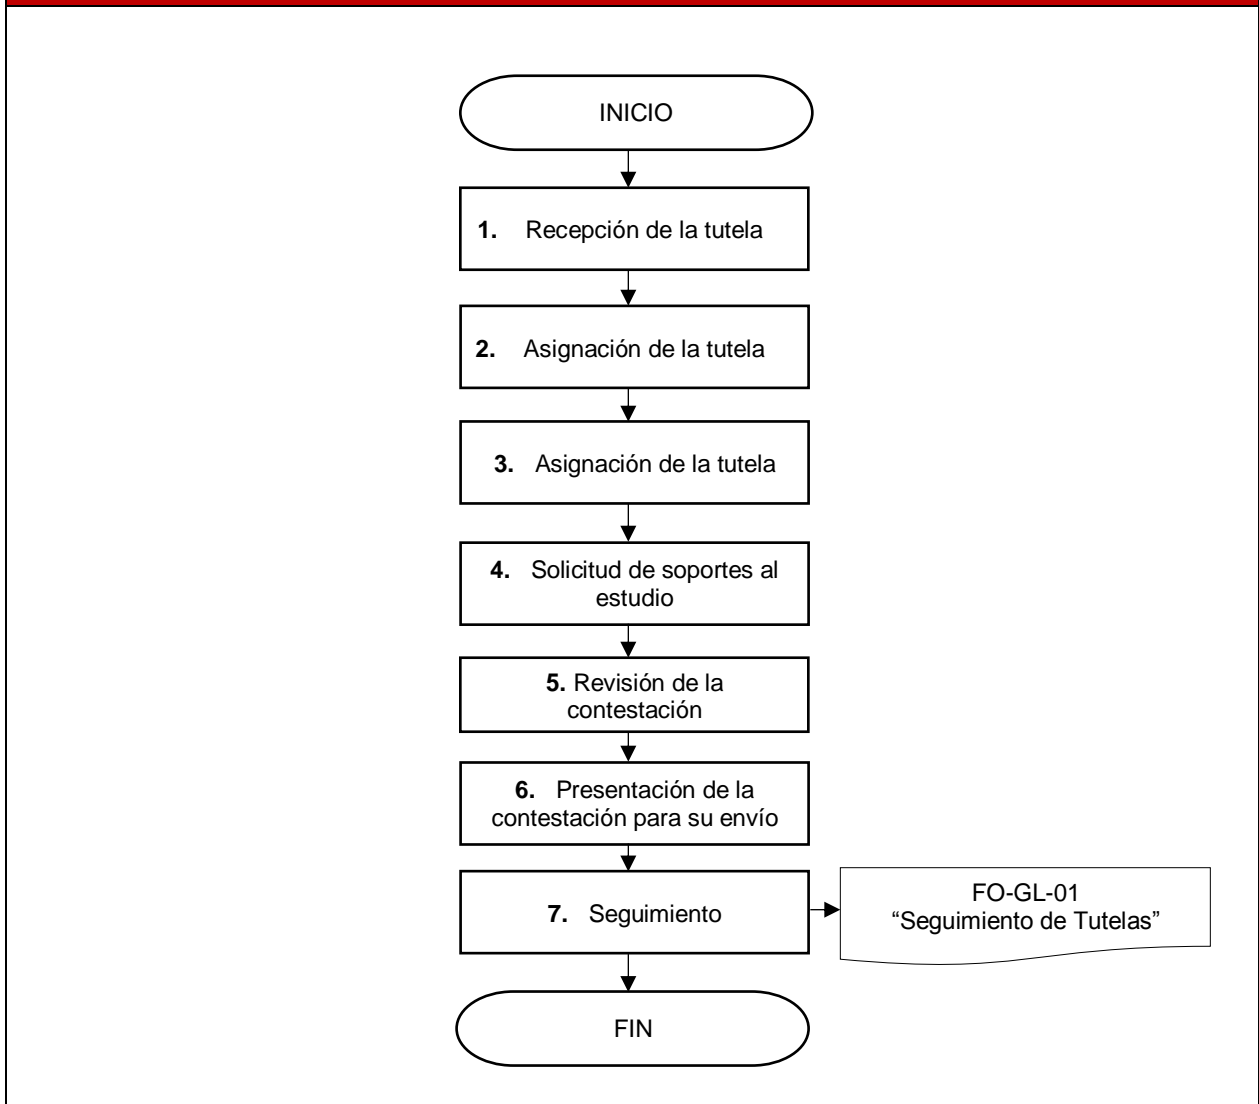 INICIO
1. Recepción de la tutela
2. Asignación de la tutela
3. Asignación de la tutela
4. Solicitud de soportes al
estudio
5. Revisión de la
contestación
6. Presentación de la
contestación para su envío
7. Seguimiento
FO-GL-01
“Seguimiento de Tutelas”
FIN